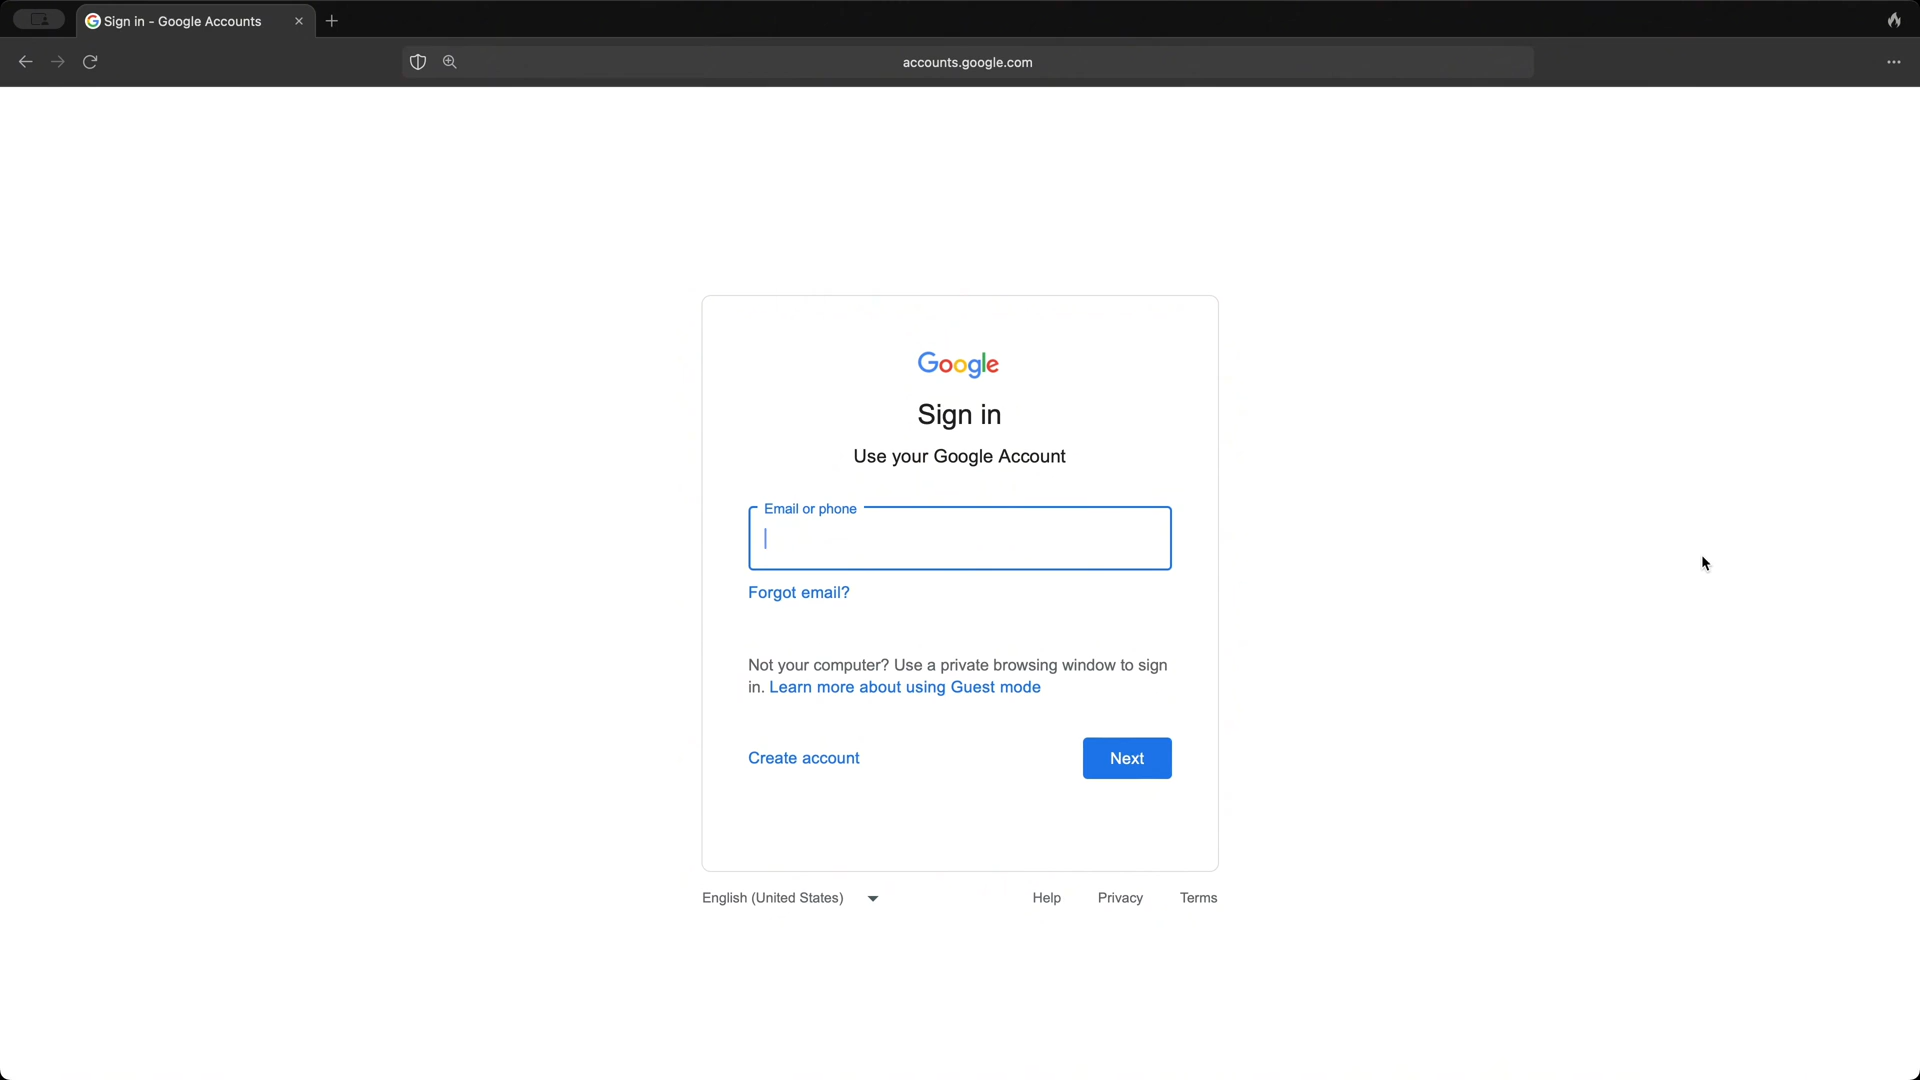 Sign in - Google Accounts
accounts.google.com
Google
Sign in
Use your Google Account
Email or phone
Forgot email?
Not your computer? Use a private browsing window to sign
in. Learn more about using Guest mode
Create account
Next
English (United States)
Help
Privacy
Terms